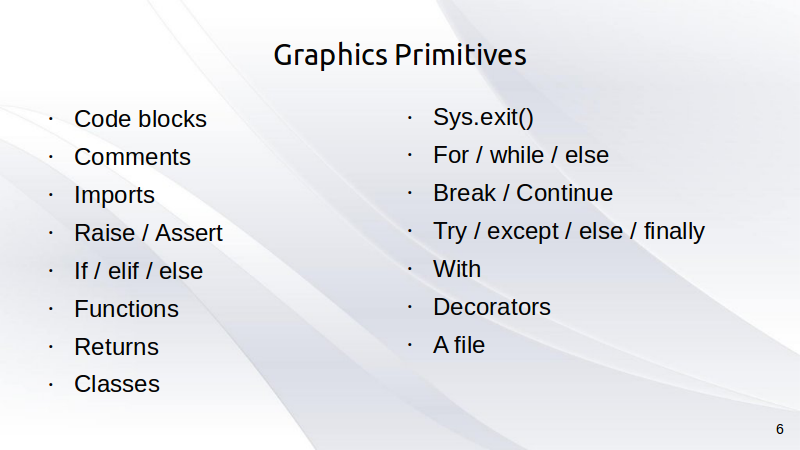 Graphics Primitives
· Code blocks
· Comments
· Imports
· Raise / Assert
· If / elif / else
· Functions
· Returns
· Classes
· Sys.exit()
· For / while / else
· Break / Continue
· Try / except / else / finally
· With
· Decorators
· A file
6